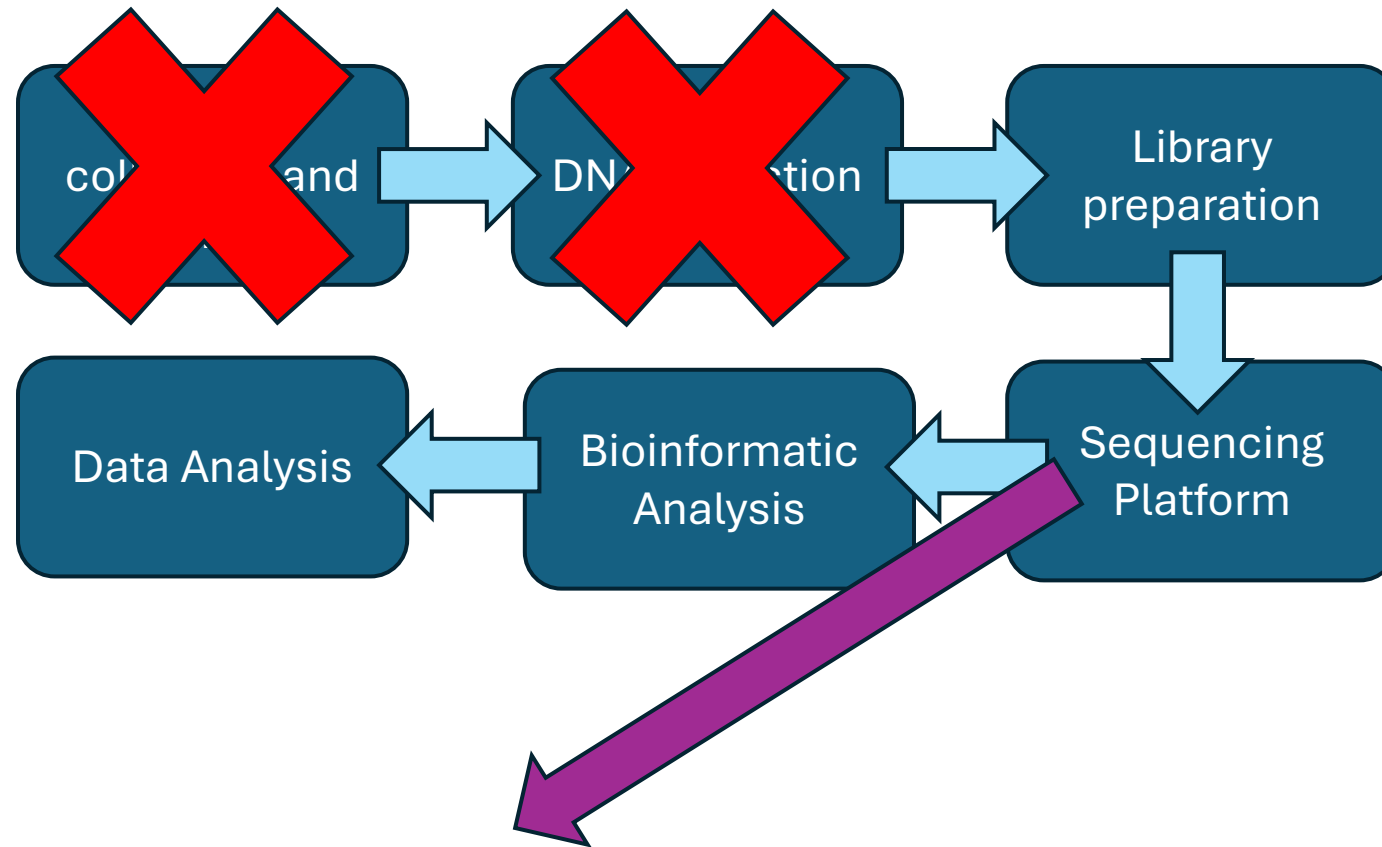 and
Library
preparation
Data Analysis
Bioinformatic
Analysis
Sequencing
Platform